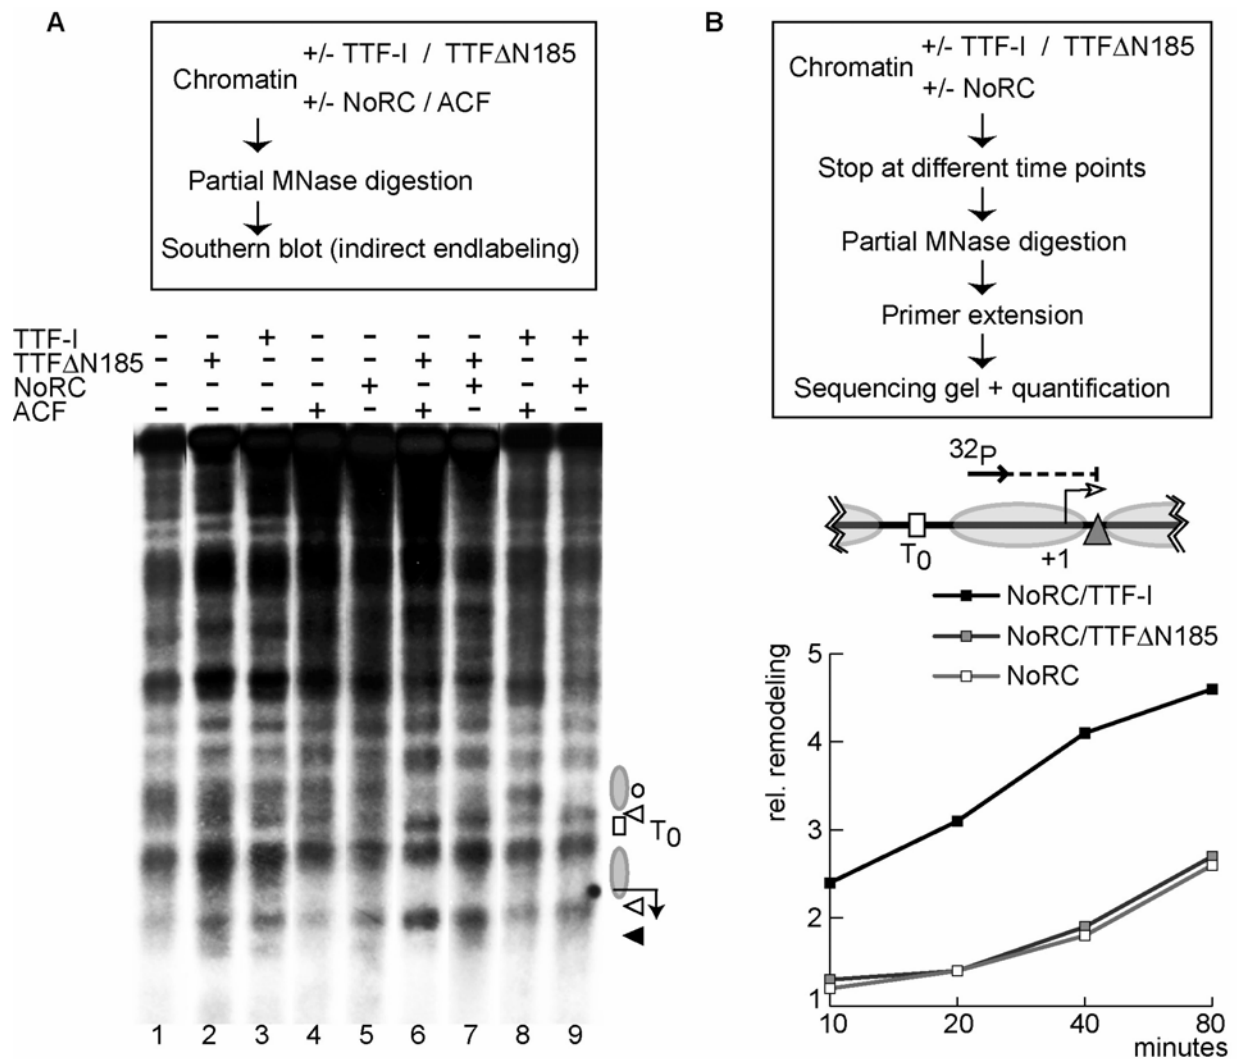 A
+/- TTF-I / TTFΔN185
Chromatin
+/- NoRC / ACF
Partial MNase digestion
Southern blot (indirect endlabeling)
TTF-I - - + - - - - + +
TTFΔN185 - + - - - + + - -
NoRC - - - - + - + - +
ACF - - - + - + - + -
T0
1 2 3 4 5 6 7 8 9
B
+/- TTF-I / TTFΔN185
Chromatin
+/- NoRC
Stop at different time points
Partial MNase digestion
Primer extension
Sequencing gel + quantification
32P
T0
+1
NoRC/TTF-I
NoRC/TTFΔN185
NoRC
rel. remodeling
5
4
3
2
1
10 20 40 80
minutes